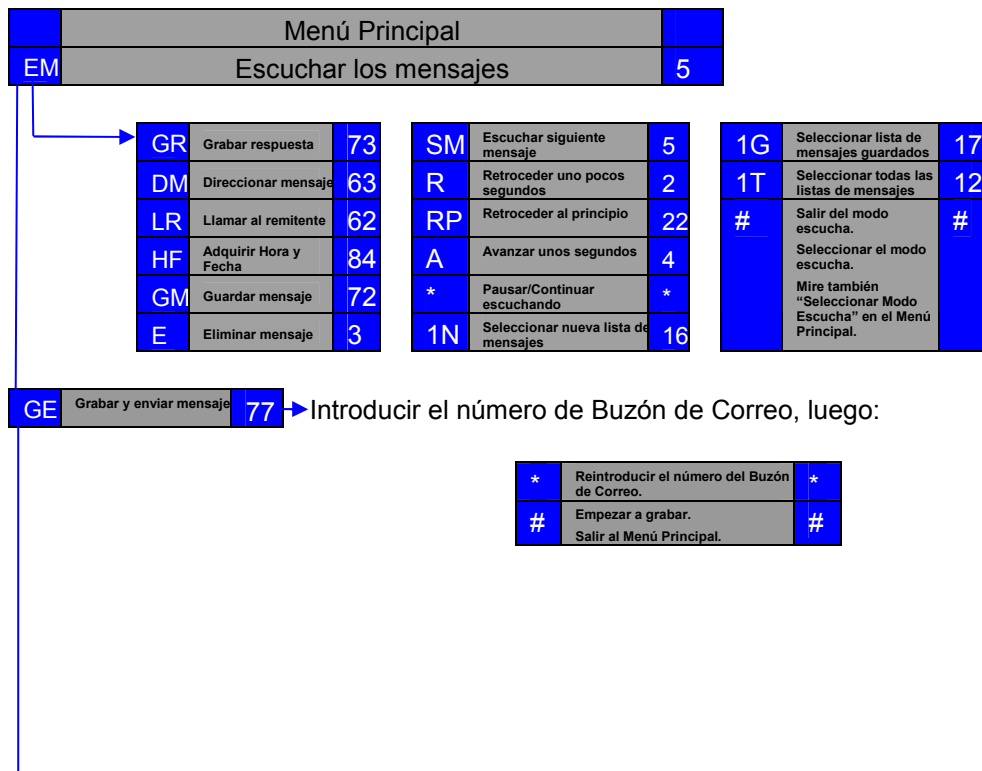 Menú Principal
EM Escuchar los mensajes 5
GR Grabar respuesta 73
DM Direccionar mensaje 63
LR Llamar al remitente 62
HF Adquirir Hora y
Fecha 84
GM Guardar mensaje 72
E Eliminar mensaje 3
SM Escuchar siguiente
mensaje 5
R Retroceder uno pocos
segundos 2
RP Retroceder al principio 22
A Avanzar unos segundos 4
* Pausar/Continuar
escuchando *
1N Seleccionar nueva lista de
mensajes 16
1G Seleccionar lista de
mensajes guardados 17
1T Seleccionar todas las
listas de mensajes 12
# Salir del modo
escucha. #
Seleccionar el modo
escucha.
Mire también
“Seleccionar Modo
Escucha” en el Menú
Principal.
GE Grabar y enviar mensaje 77 Introducir el número de Buzón de Correo, luego:
* Reintroducir el número del Buzón
de Correo. *
# Empezar a grabar. #
Salir al Menú Principal.